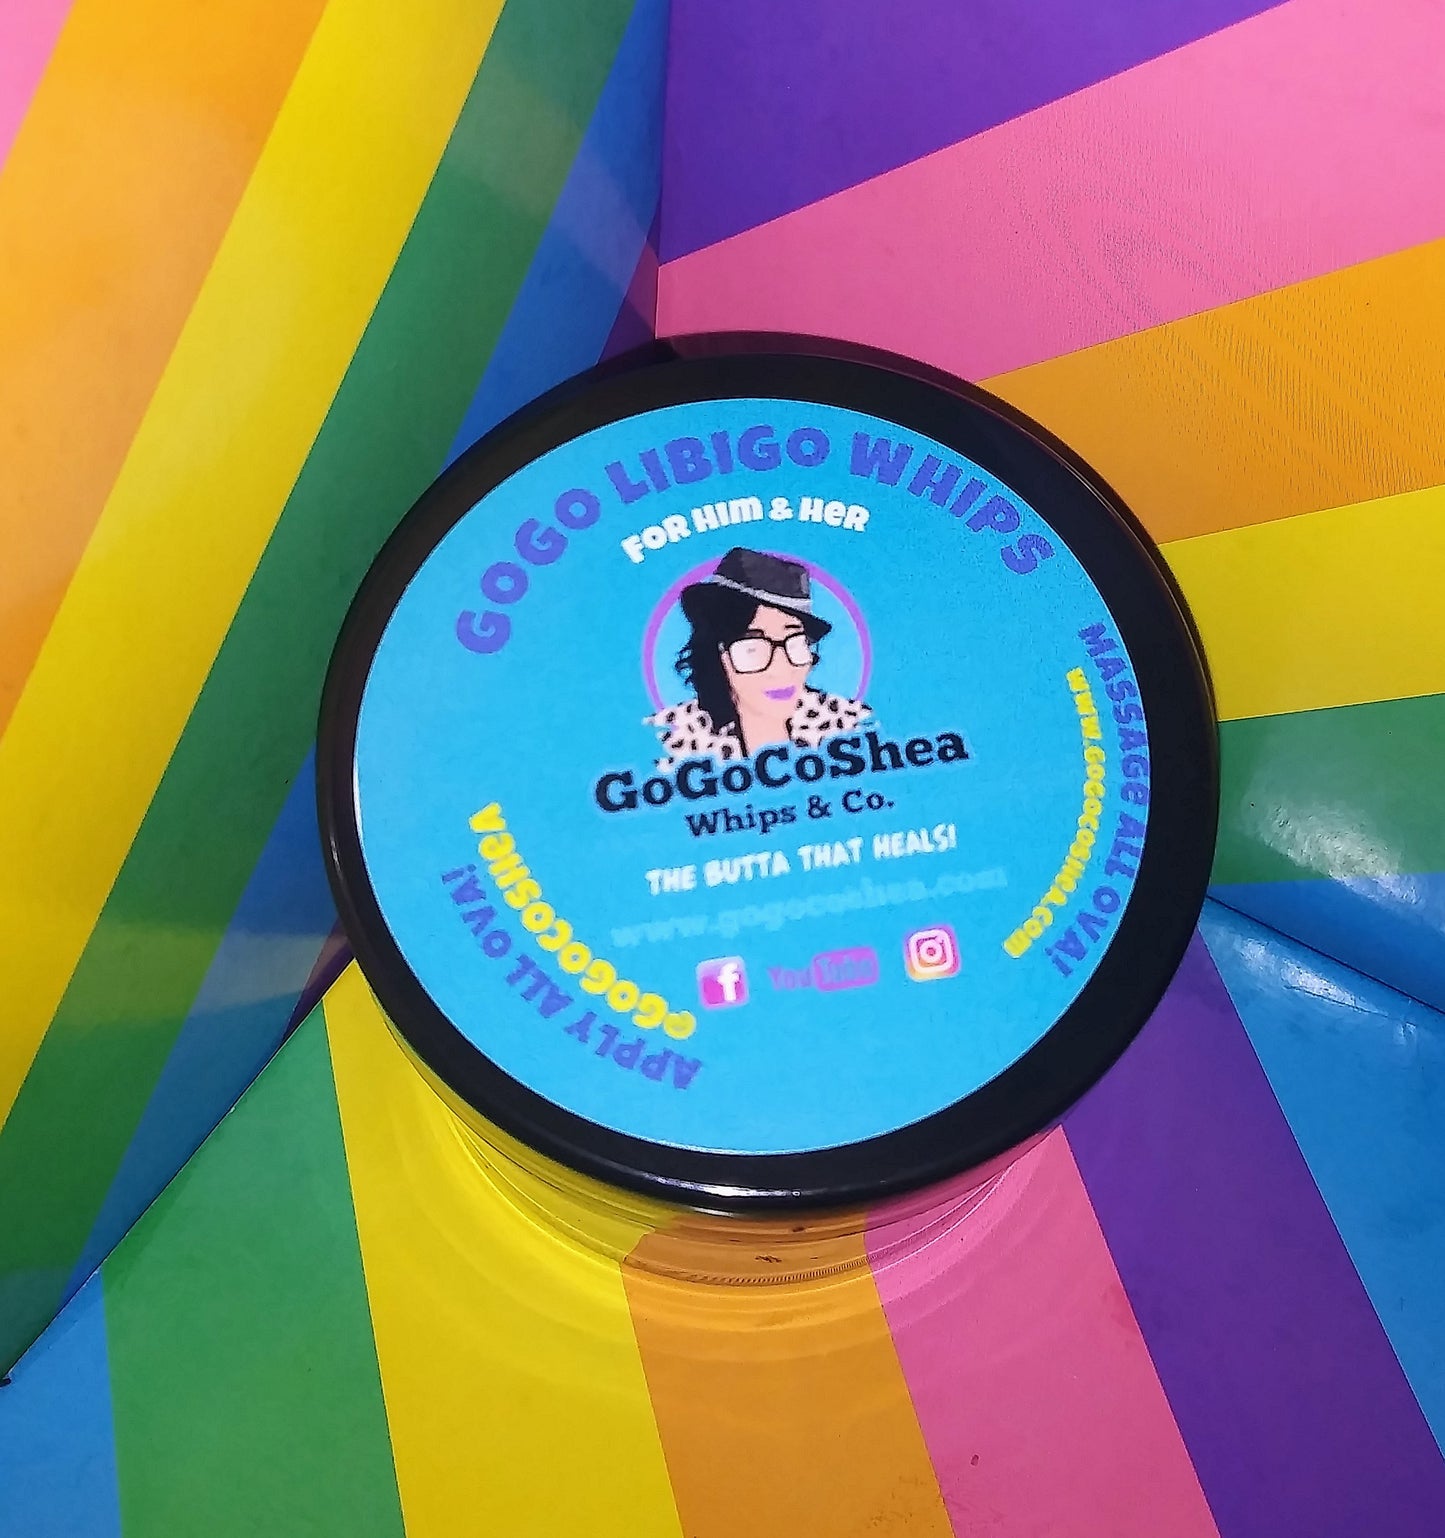 GOGO LIBIGO WHIPS
FOR HIM & HER
GoGoCoShea
Whips & Co.
THE BUTTA THAT HEALS!
www.gogocoshea.com
f YouTube
MASSAGE ALL OVA!
WWW.GOGOCOSHEA.COM
@GOGOCOSHEA
APPLY ALL OVA!